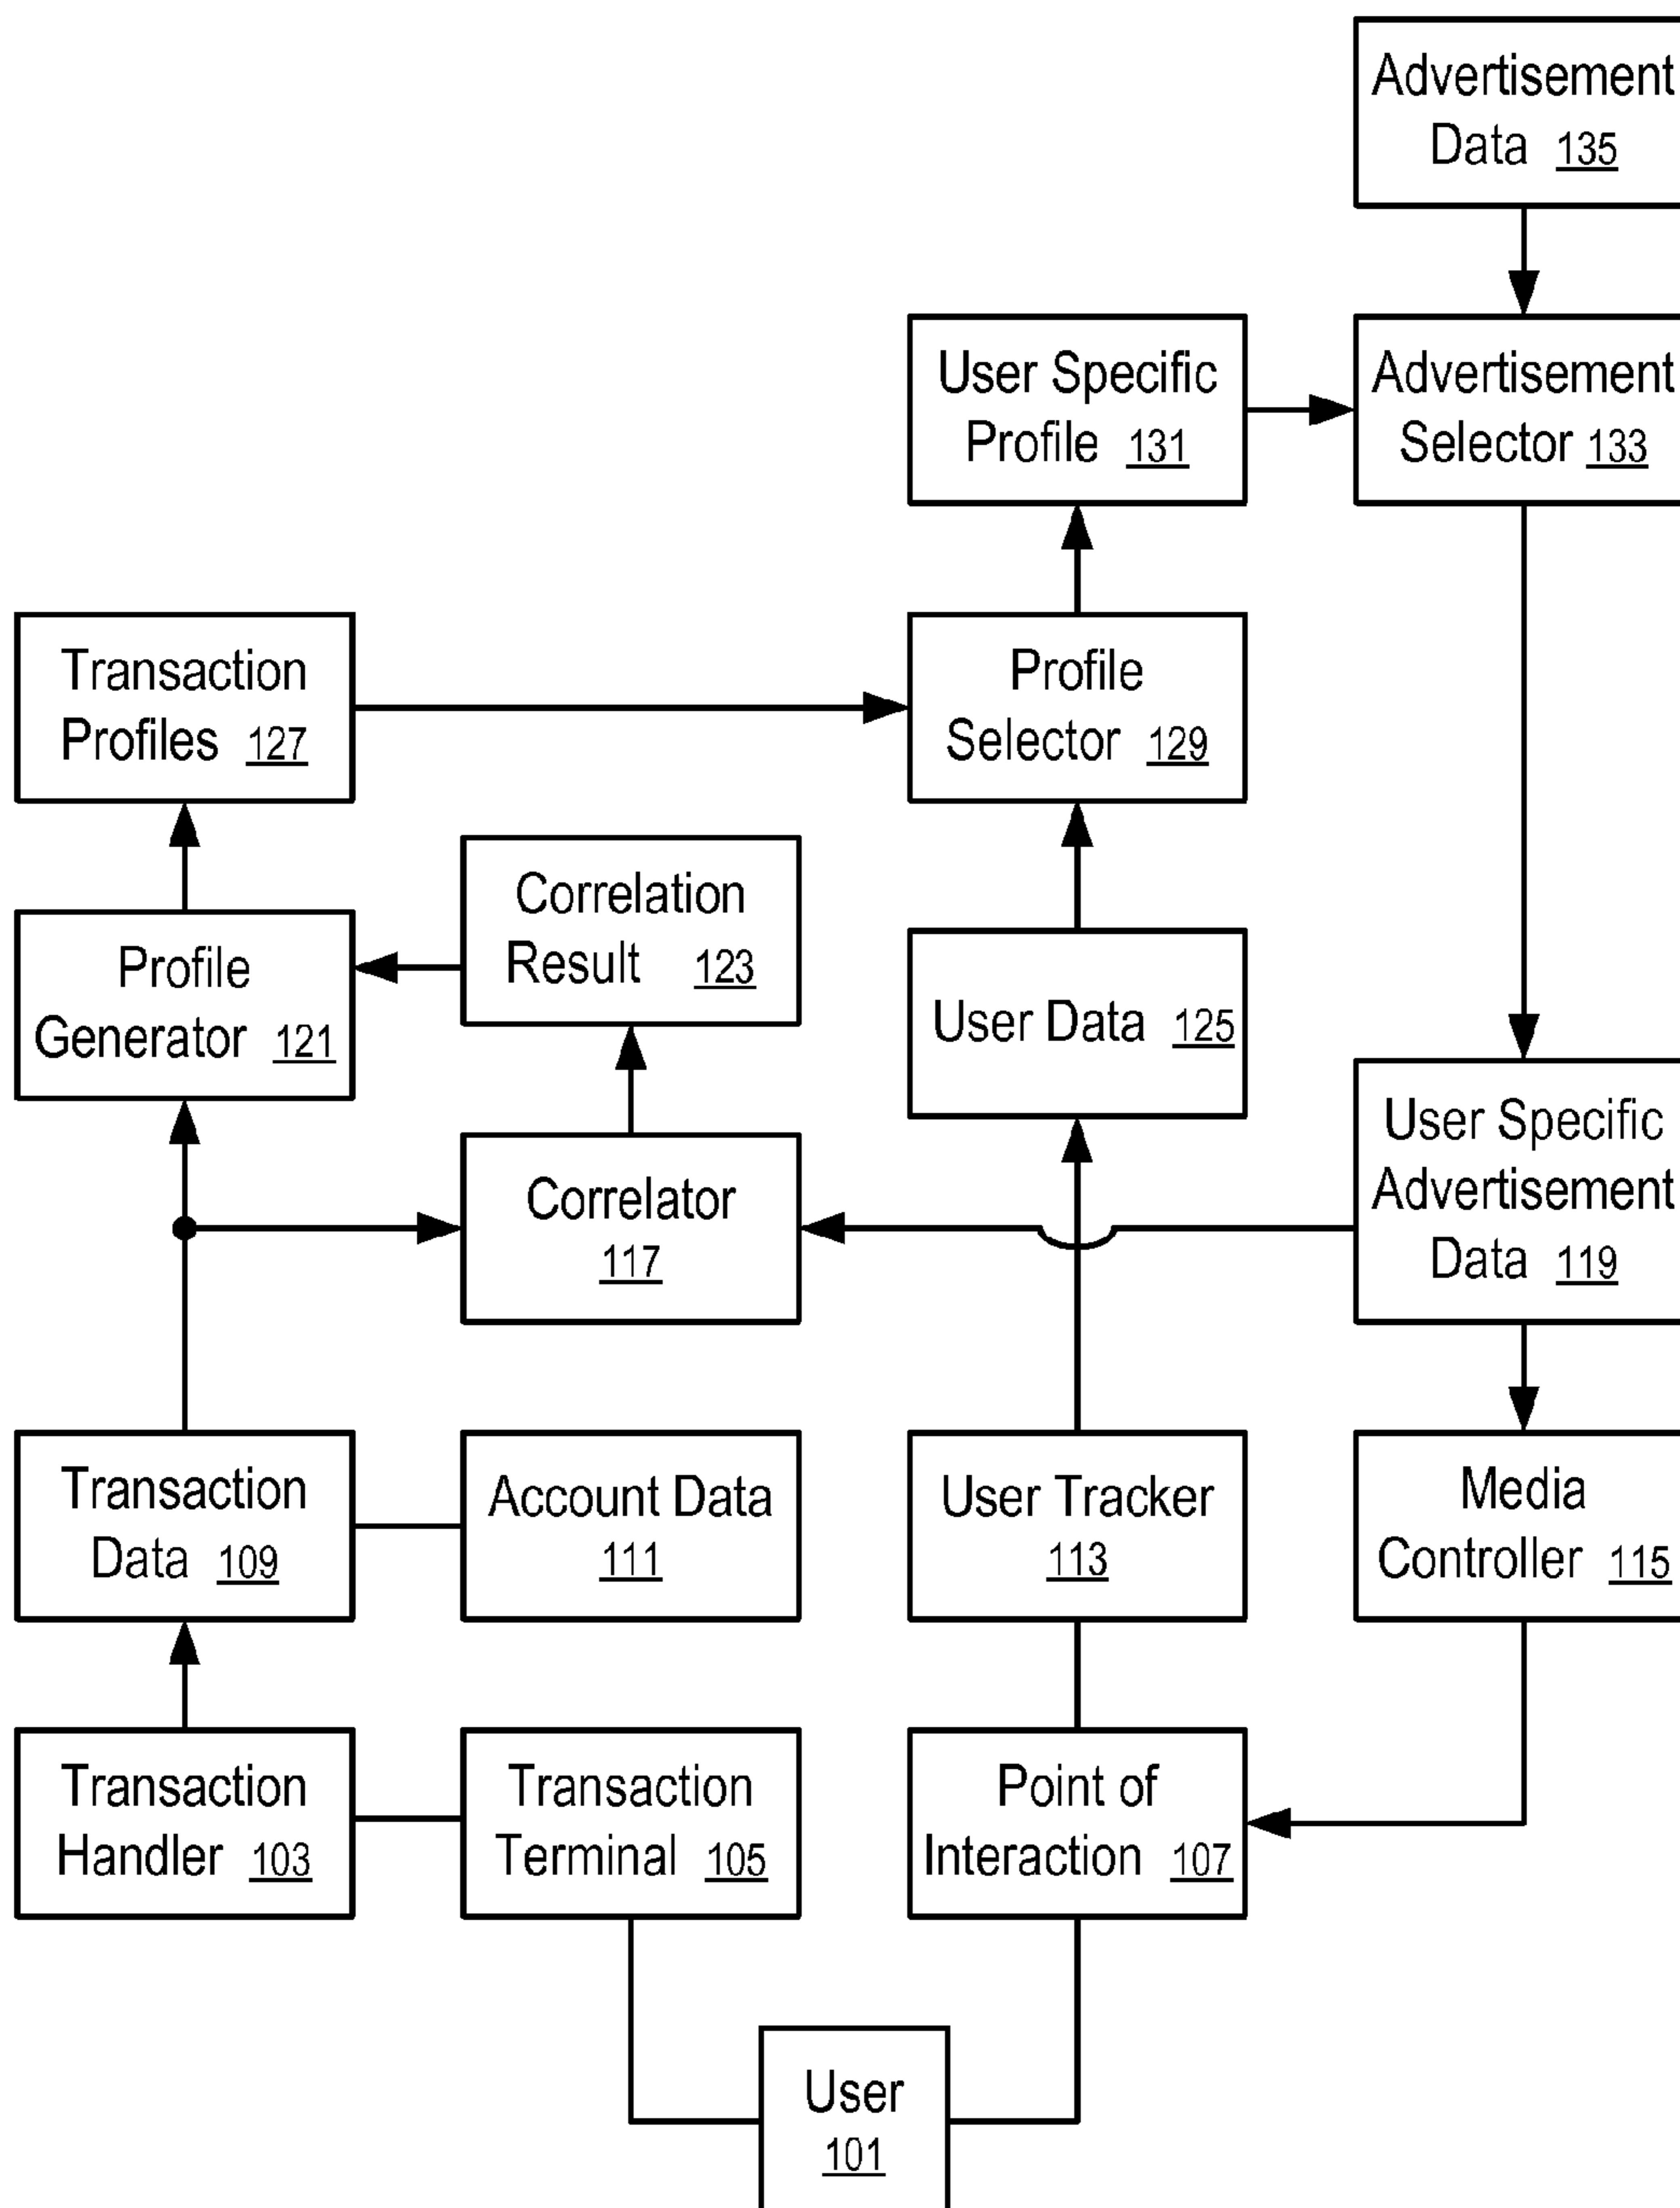 Advertisement
Data 135
User Specific
Profile 131
Advertisement
Selector 133
Transaction
Profiles 127
Profile
Selector 129
Correlation
Result 123
Profile
Generator 121
User Data 125
User Specific
Advertisement
Data 119
Correlator
117
Transaction
Data 109
Account Data
111
User Tracker
113
Media
Controller 115
Transaction
Handler 103
Transaction
Terminal 105
Point of
Interaction 107
User
101